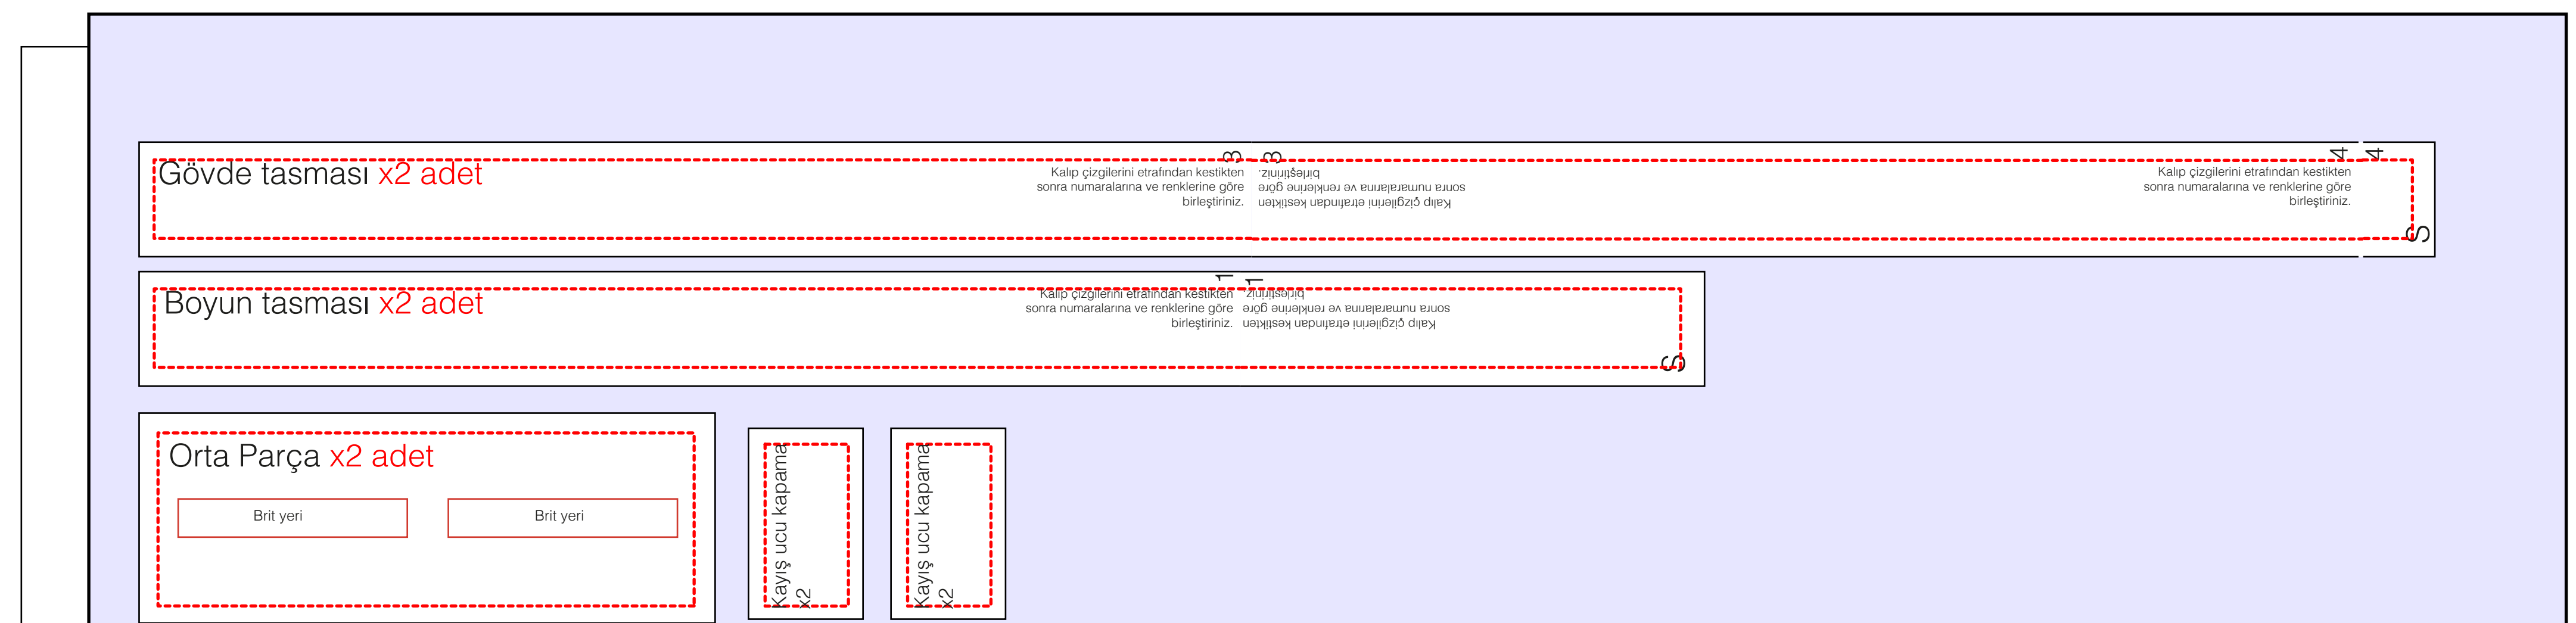 Gövde tasması x2 adet
3
Kalıp çizgilerini etrafından kestikten
sonra numaralarına ve renklerine göre
birleştiriniz.
3
Kalıp çizgilerini etrafından kestikten
sonra numaralarına ve renklerine göre
birleştiriniz.
4
Kalıp çizgilerini etrafından kestikten
sonra numaralarına ve renklerine göre
birleştiriniz.
4
S
Boyun tasması x2 adet
1
Kalıp çizgilerini etrafından kestikten
sonra numaralarına ve renklerine göre
birleştiriniz.
1
Kalıp çizgilerini etrafından kestikten
sonra numaralarına ve renklerine göre
birleştiriniz.
S
Orta Parça x2 adet
Brit yeri
Brit yeri
Kayış ucu kapama
x2
Kayış ucu kapama
x2